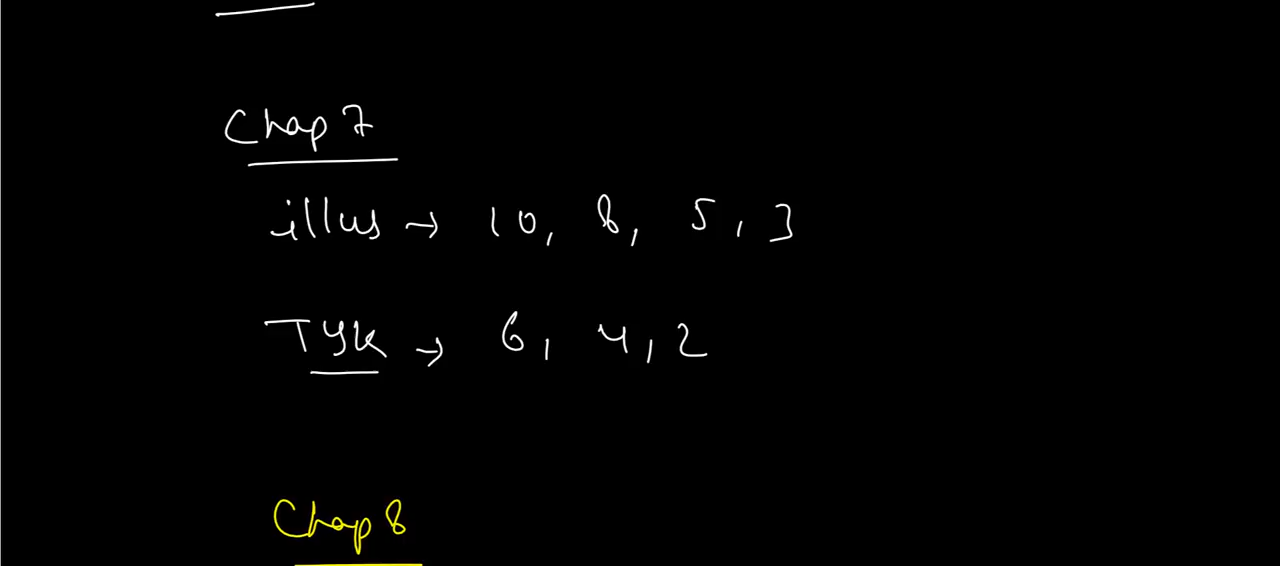 Chap 7
illus → 10, 8, 5, 3
TYK → 6, 4, 2
Chap 8